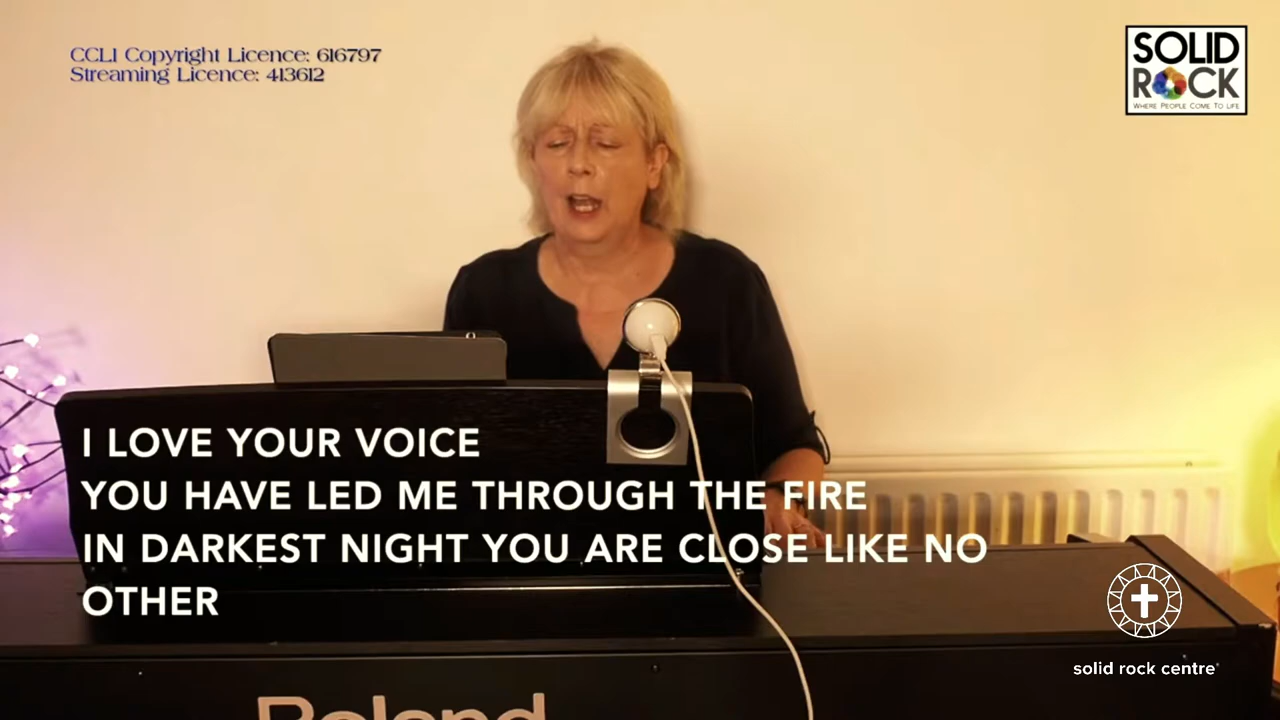 CCLI Copyright Licence: 616797
Streaming Licence: 413612
SOLID
ROCK
WHERE PEOPLE COME TO LIFE
I LOVE YOUR VOICE
YOU HAVE LED ME THROUGH THE FIRE
IN DARKEST NIGHT YOU ARE CLOSE LIKE NO
OTHER
solid rock centre
Roland